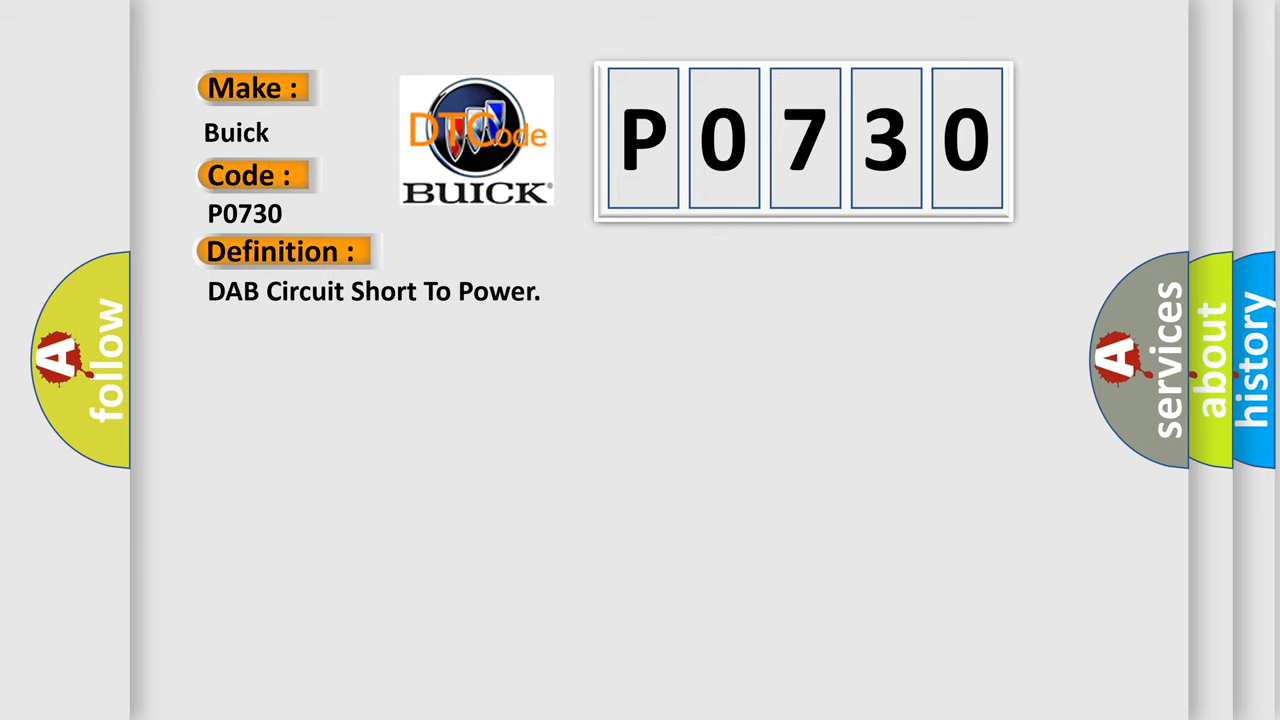 Make :
Buick
Code :
P0730
Definition :
DAB Circuit Short To Power.
DTCode
BUICK®
P 0 7 3 0
A follow
A services
about
history